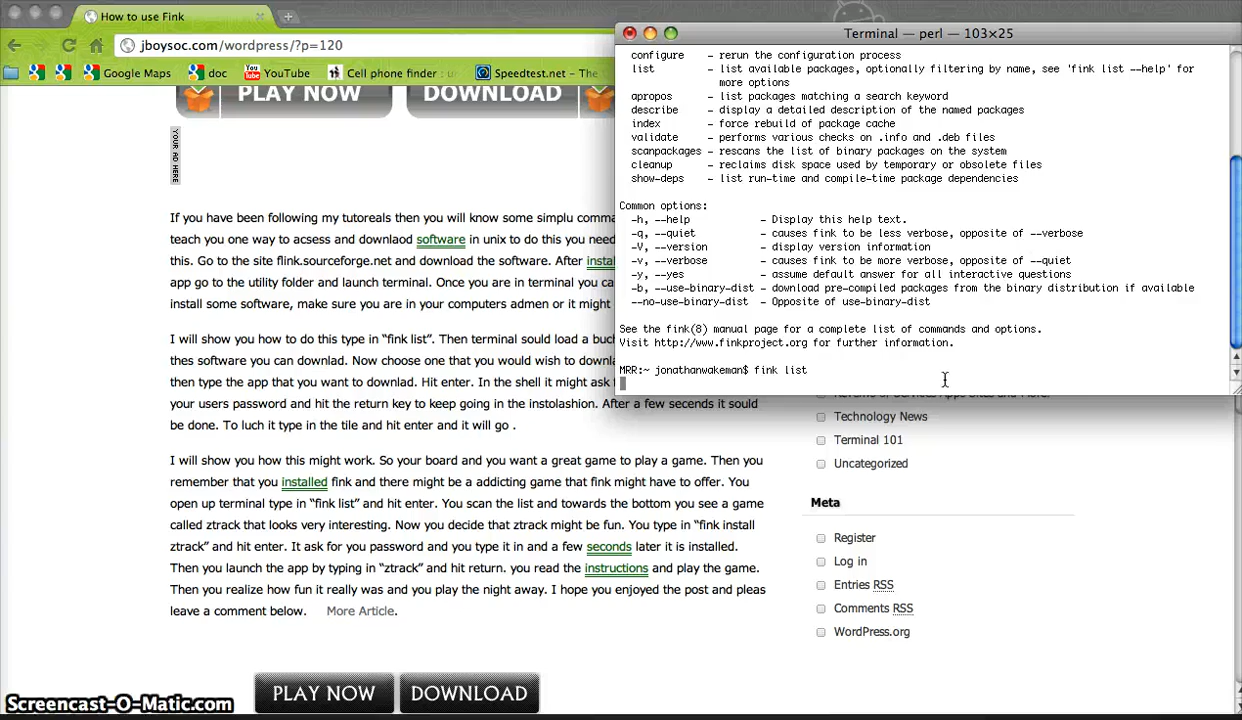 How to use Fink
jboysoc.com/wordpress/?p=120
Google Maps
doc
YouTube
Cell phone finder :
Speedtest.net – The
PLAY NOW
DOWNLOAD
YOUR AD HERE
If you have been following my tutoreals then you will know some simplu comma
teach you one way to acsess and downlaod software in unix to do this you need
this. Go to the site flink.sourceforge.net and download the software. After instal
app go to the utility folder and launch terminal. Once you are in terminal you ca
install some software, make sure you are in your computers admen or it might
I will show you how to do this type in “fink list”. Then terminal sould load a buch
thes software you can downlad. Now choose one that you would wish to downl
then type the app that you want to downlad. Hit enter. In the shell it might ask
your users password and hit the return key to keep going in the instolashion. After a few seconds it sould
be done. To luch it type in the tile and hit enter and it will go .
I will show you how this might work. So your board and you want a great game to play a game. Then you
remember that you installed fink and there might be a addicting game that fink might have to offer. You
open up terminal type in “fink list” and hit enter. You scan the list and towards the bottom you see a game
called ztrack that looks very interesting. Now you decide that ztrack might be fun. You type in “fink install
ztrack” and hit enter. It ask for you password and you type it in and a few seconds later it is installed.
Then you launch the app by typing in “ztrack” and hit return. you read the instructions and play the game.
Then you realize how fun it really was and you play the night away. I hope you enjoyed the post and pleas
leave a comment below. More Article.
PLAY NOW
DOWNLOAD
Terminal — perl — 103×25
configure – rerun the configuration process
list – list available packages, optionally filtering by name, see 'fink list --help' for
more options
apropos – list packages matching a search keyword
describe – display a detailed description of the named packages
index – force rebuild of package cache
validate – performs various checks on .info and .deb files
scanpackages – rescans the list of binary packages on the system
cleanup – reclaims disk space used by temporary or obsolete files
show-deps – list run-time and compile-time package dependencies
Common options:
-h, --help – Display this help text.
-q, --quiet – causes fink to be less verbose, opposite of --verbose
-V, --version – display version information
-v, --verbose – causes fink to be more verbose, opposite of --quiet
-y, --yes – assume default answer for all interactive questions
-b, --use-binary-dist – download pre-compiled packages from the binary distribution if available
--no-use-binary-dist – Opposite of use-binary-dist
See the fink(8) manual page for a complete list of commands and options.
Visit http://www.finkproject.org for further information.
MRR:~ jonathanwakeman$ fink list
Technology News
Terminal 101
Uncategorized
Meta
Register
Log in
Entries RSS
Comments RSS
WordPress.org
Screencast-O-Matic.com